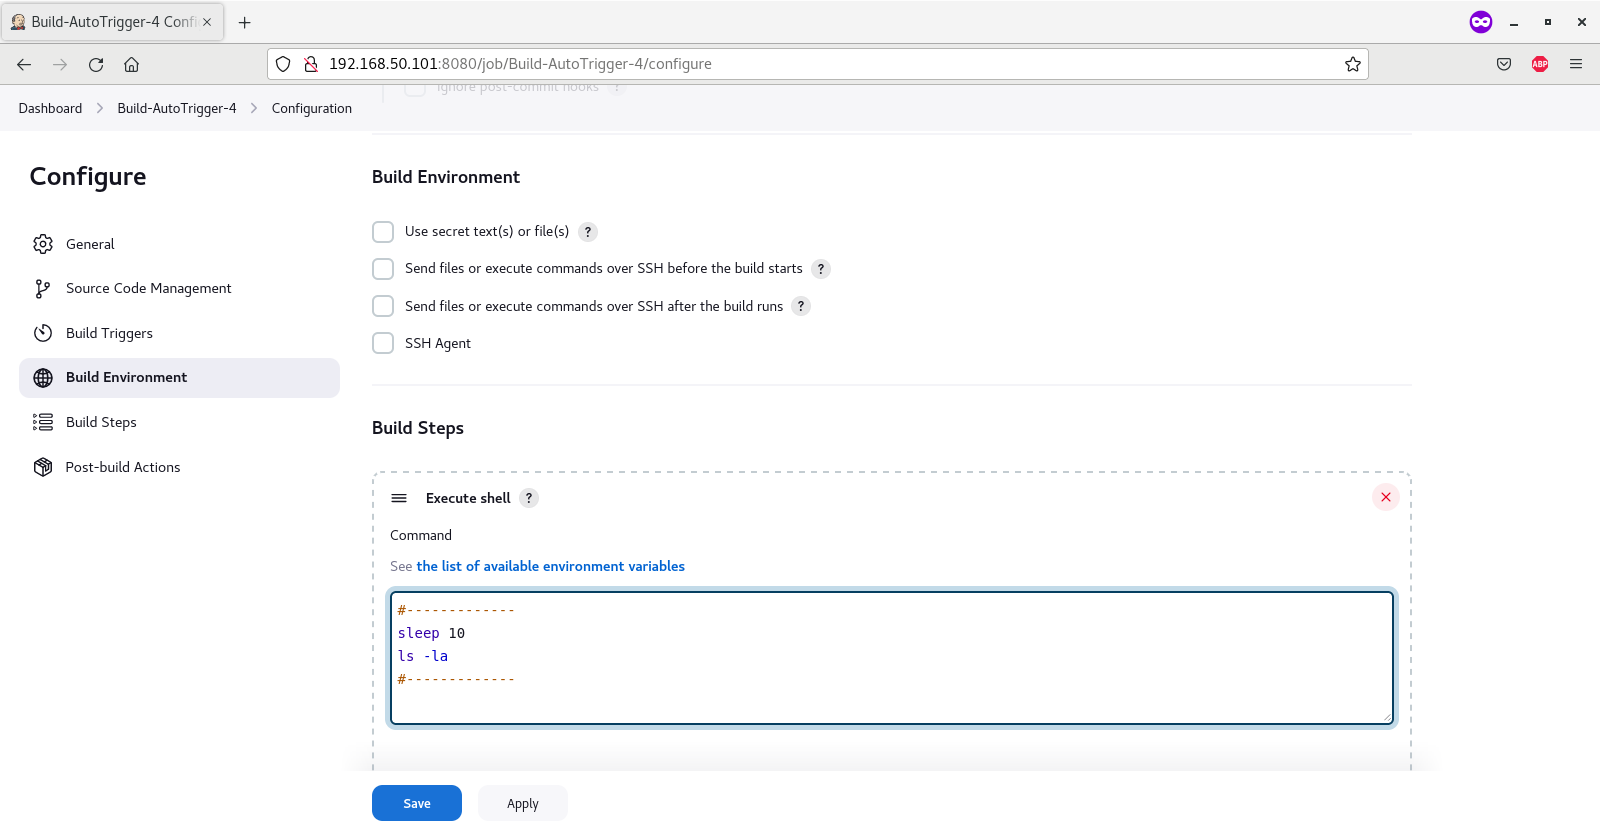 Build-AutoTrigger-4 Confi
ABP
192.168.50.101:8080/job/Build-AutoTrigger-4/configure
Ignore post-commit hooks ?
Dashboard > Build-AutoTrigger-4 > Configuration
Configure
General
Source Code Management
Build Triggers
Build Environment
Build Steps
Post-build Actions
Build Environment
Use secret text(s) or file(s) ?
Send files or execute commands over SSH before the build starts ?
Send files or execute commands over SSH after the build runs ?
SSH Agent
Build Steps
Execute shell ?
Command
See the list of available environment variables
#-------------
sleep 10
ls -la
#-------------
Save
Apply